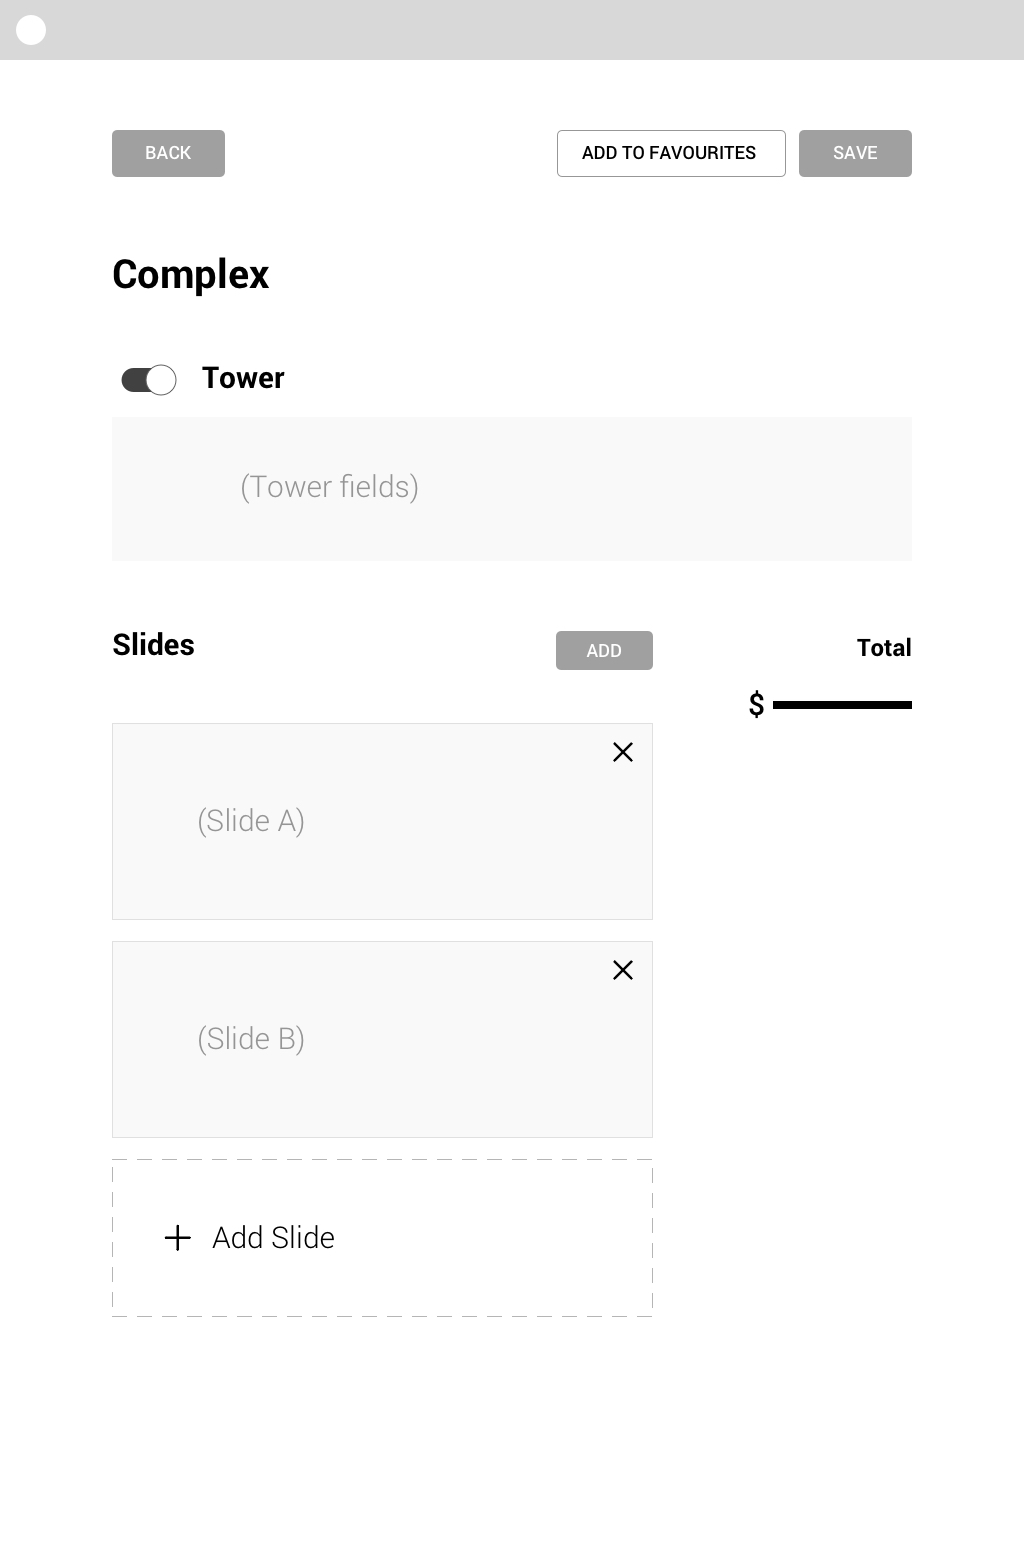 BACK
ADD TO FAVOURITES
SAVE
Complex
Tower
(Tower fields)
Slides
ADD
Total
$
(Slide A)
(Slide B)
Add Slide